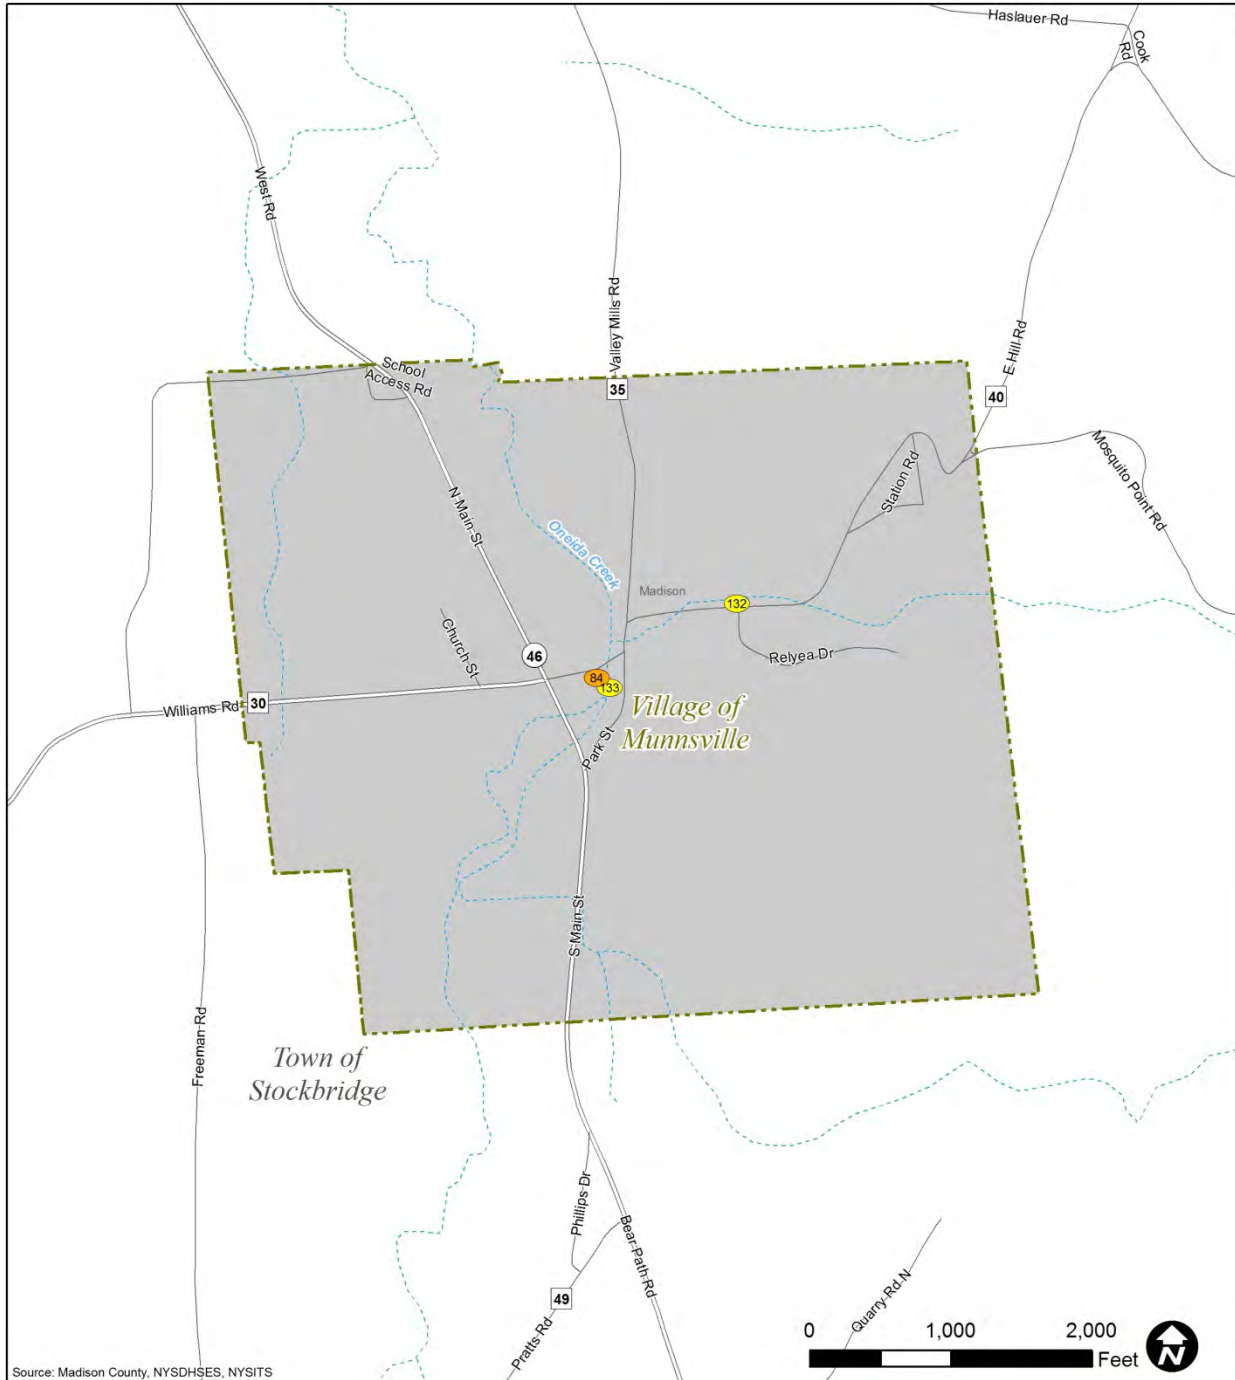 Haslauer Rd
Cook
Rd
West Rd
Valley Mills Rd
E Hill Rd
School
Access Rd
35
40
Mosquito Point Rd
Station Rd
N Main St
Oneida Creek
Madison
132
Church St
46
Relyea Dr
84
133
Williams Rd
30
Village of
Munnsville
Park St
S Main St
Freeman Rd
Town of
Stockbridge
Phillips Dr
Bear Path Rd
49
Pratts Rd
Quarry Rd N
0 1,000 2,000
Feet
N
Source: Madison County, NYSDHSES, NYSITS